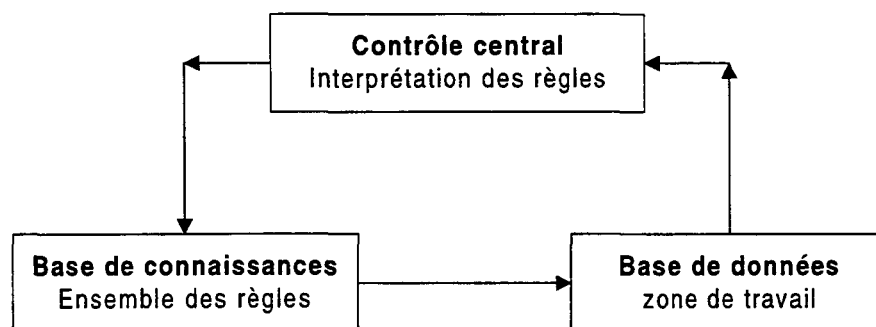 Contrôle central
Interprétation des règles
Base de connaissances
Ensemble des règles
Base de données
zone de travail